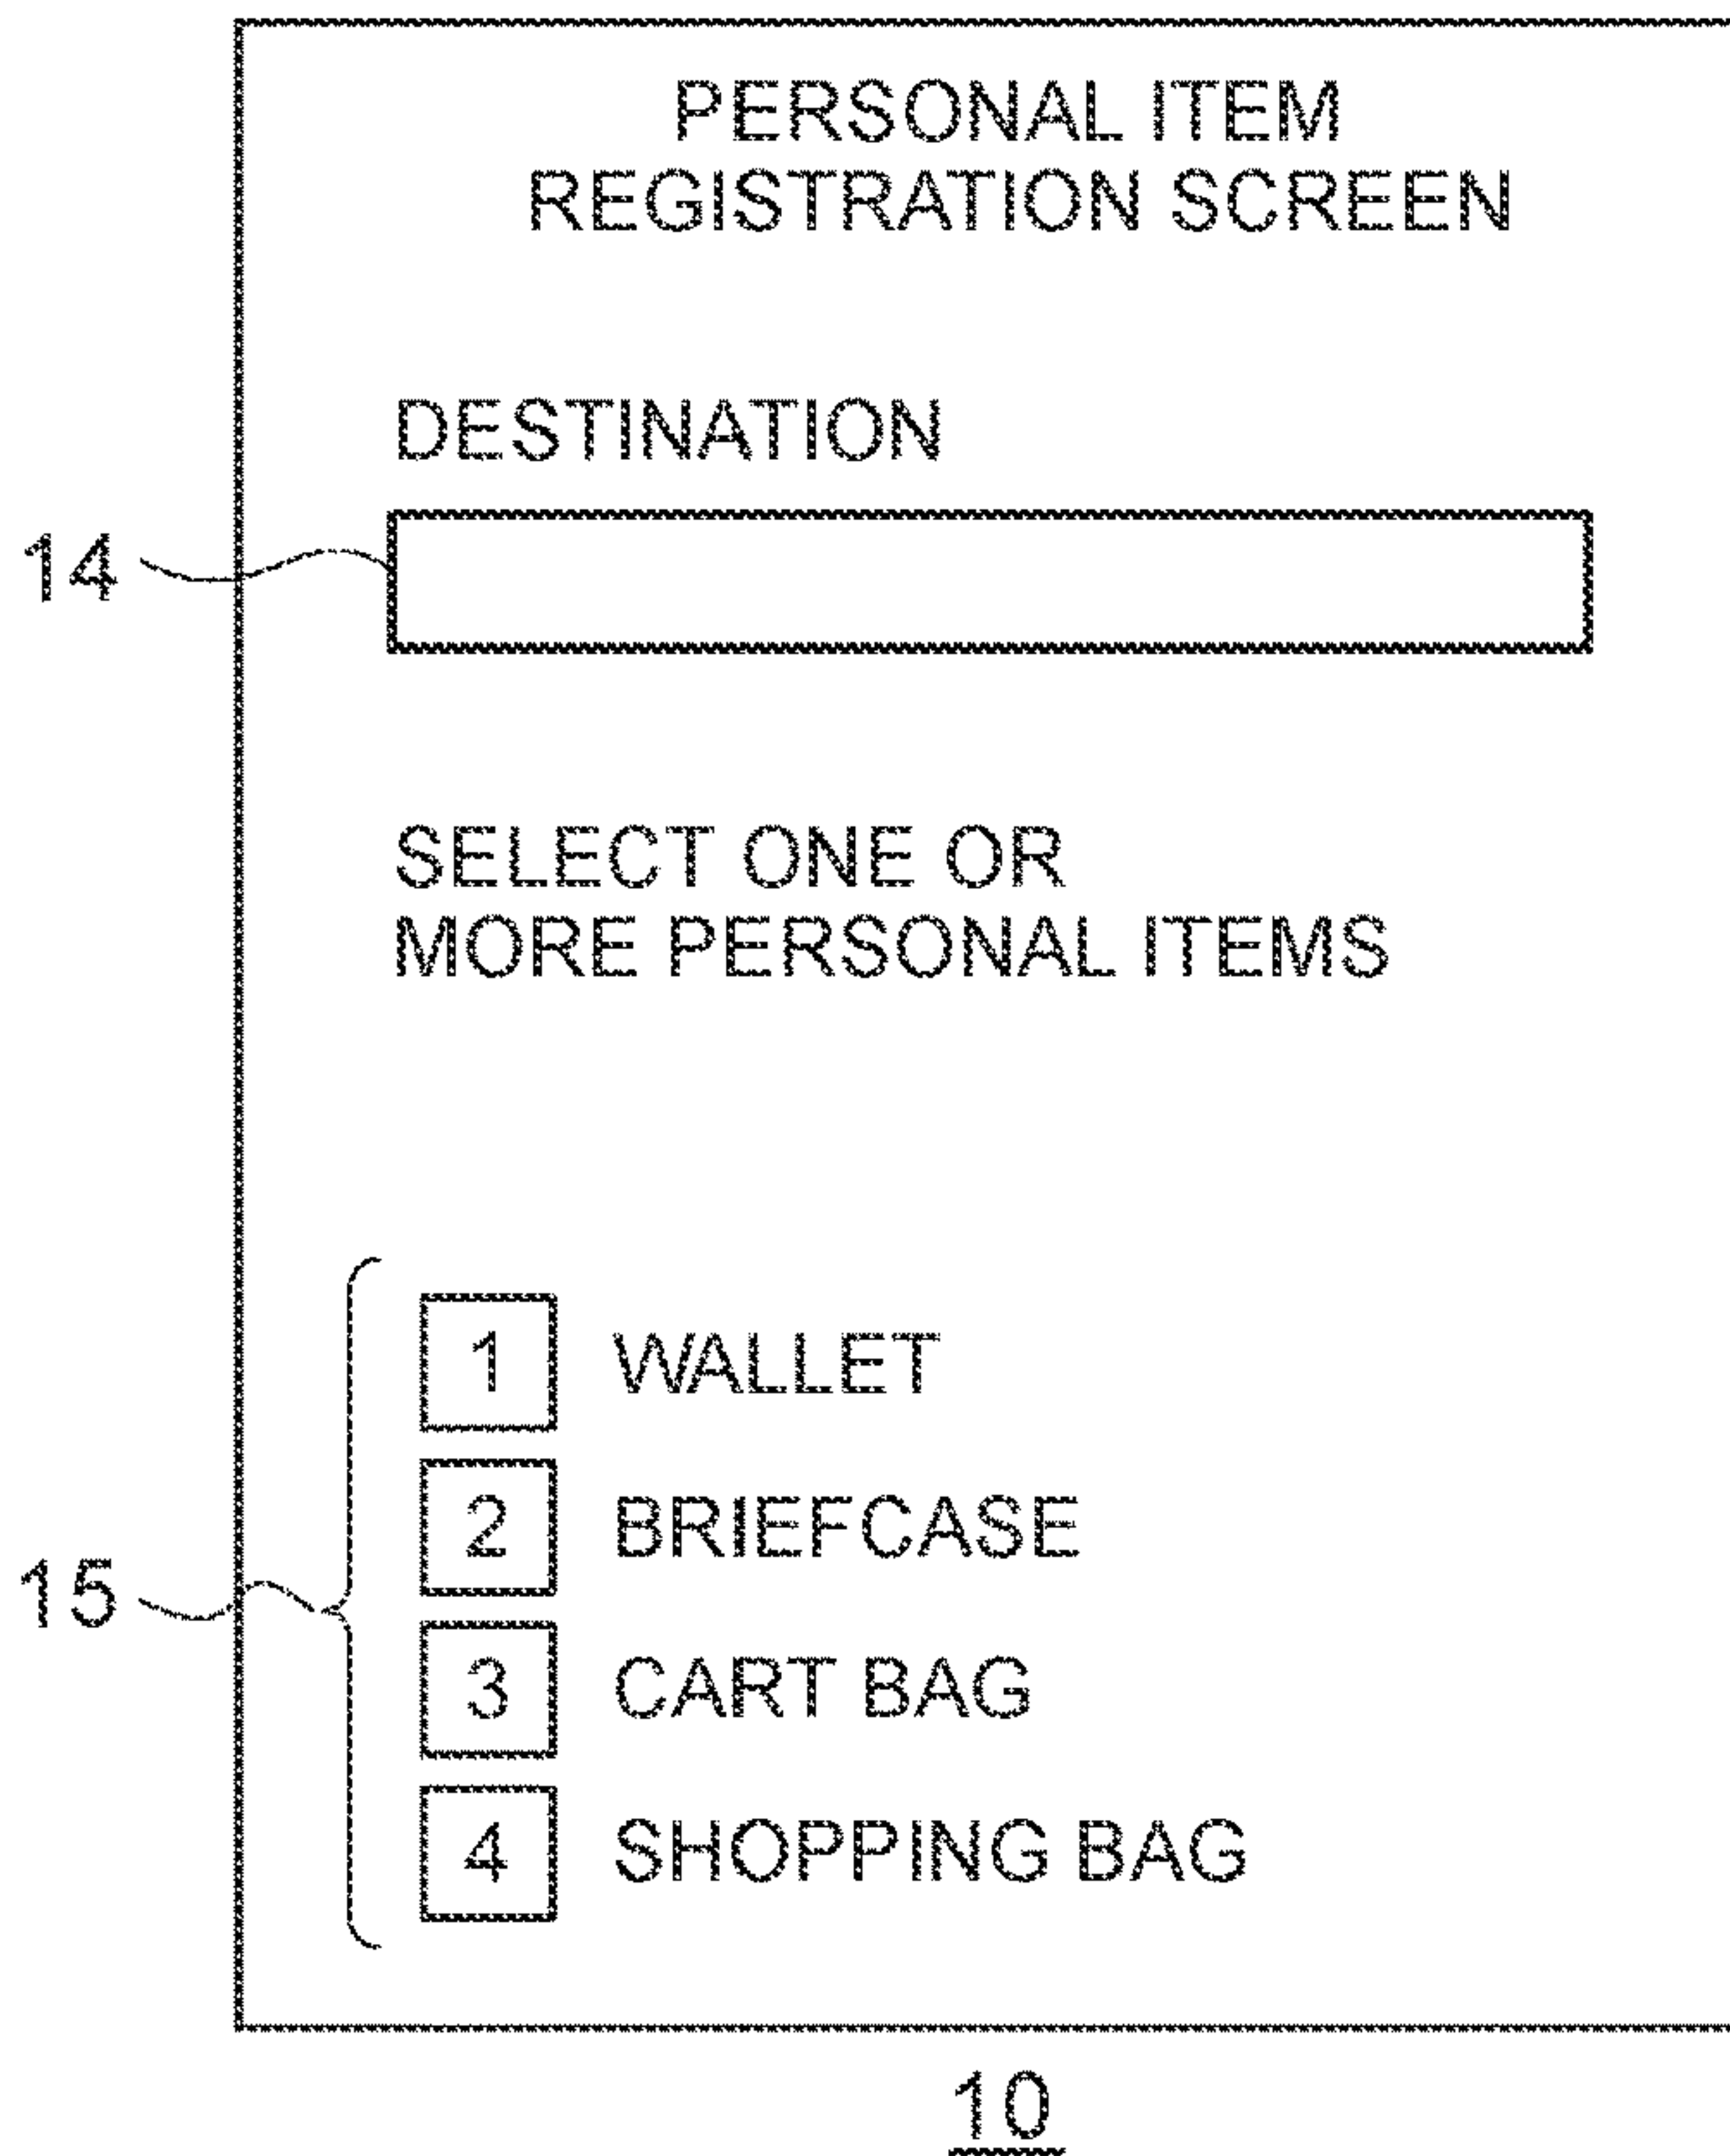 PERSONAL ITEM
REGISTRATION SCREEN
DESTINATION
14
SELECT ONE OR
MORE PERSONAL ITEMS
1 WALLET
2 BRIEFCASE
15
3 CART BAG
4 SHOPPING BAG
10